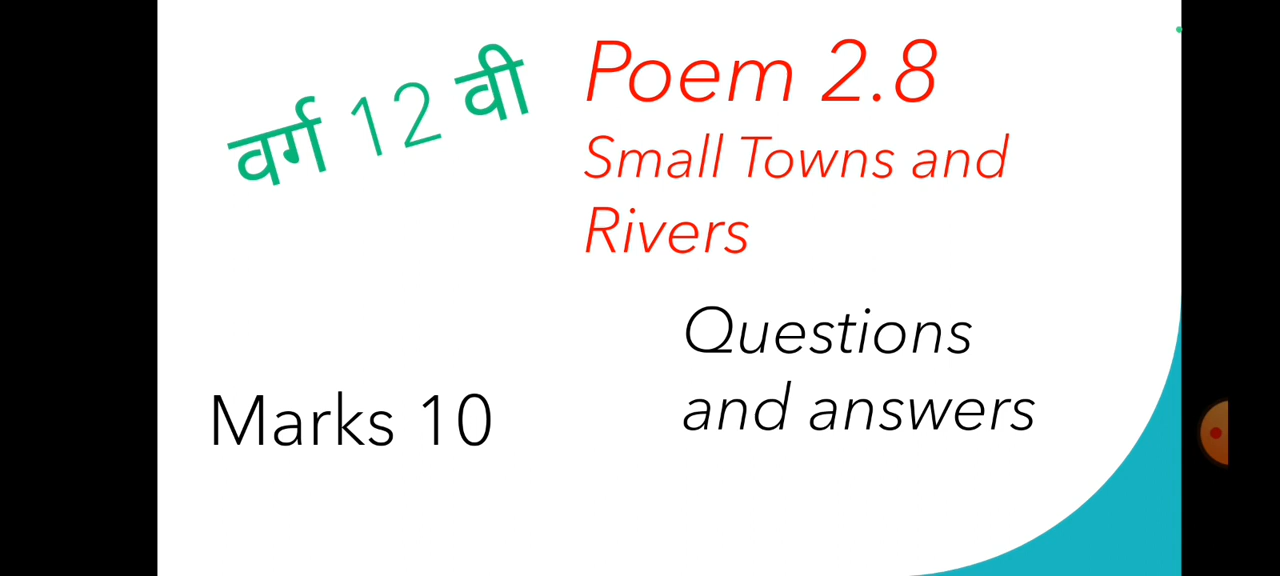 वर्ग 12 वी
Poem 2.8
Small Towns and
Rivers
Questions
and answers
Marks 10